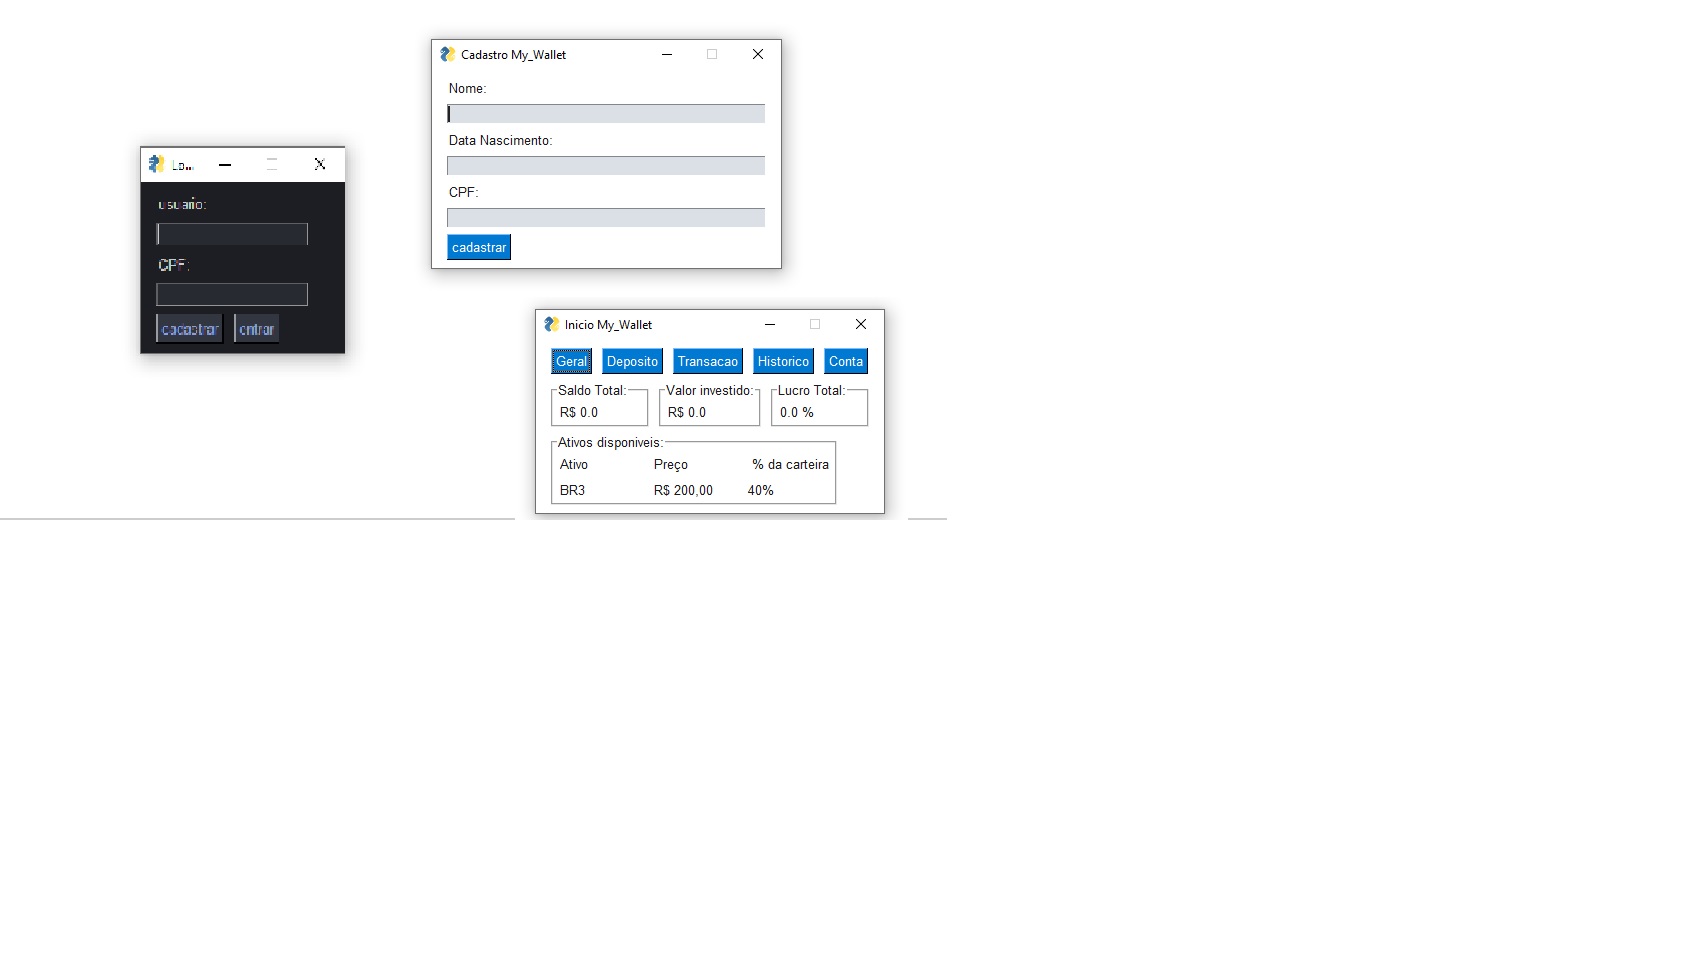 Cadastro My_Wallet
Nome:
Data Nascimento:
CPF:
cadastrar
Lo...
usuario:
CPF:
cadastrar entrar
Inicio My_Wallet
Geral Deposito Transacao Historico Conta
Saldo Total: Valor investido: Lucro Total:
R$ 0.0 R$ 0.0 0.0 %
Ativos disponiveis:
Ativo Preço % da carteira
BR3 R$ 200,00 40%